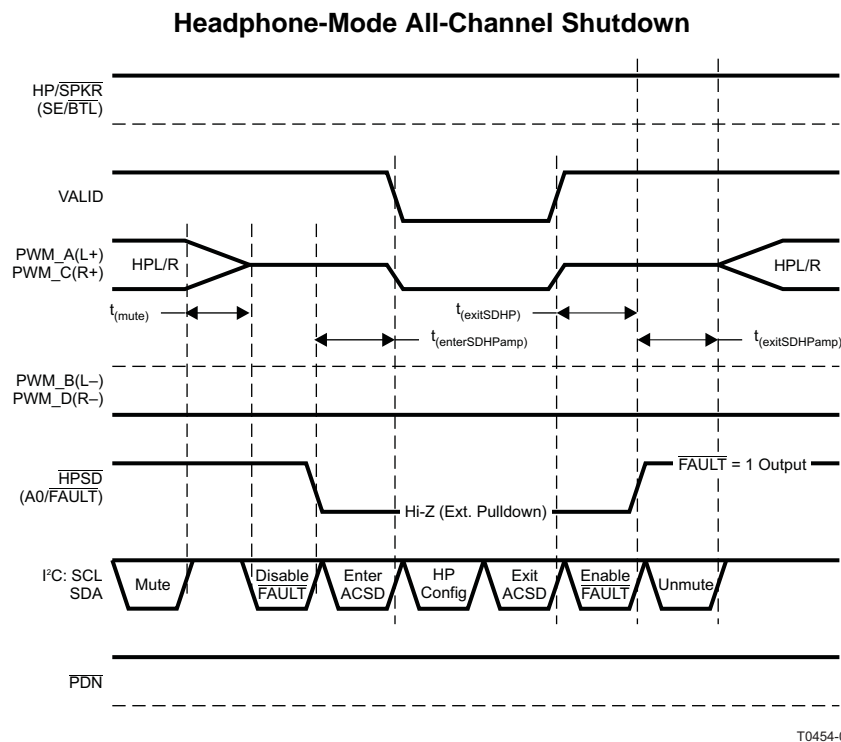 Headphone-Mode All-Channel Shutdown
HP/SPKR
(SE/BTL)
VALID
PWM_A(L+)
PWM_C(R+)
HPL/R
HPL/R
t(mute)
t(exitSDHP)
t(enterSDHPamp)
t(exitSDHPamp)
PWM_B(L–)
PWM_D(R–)
HPSD
(A0/FAULT)
FAULT = 1 Output
Hi-Z (Ext. Pulldown)
I²C: SCL
SDA
Mute
Disable
FAULT
Enter
ACSD
HP
Config
Exit
ACSD
Enable
FAULT
Unmute
PDN